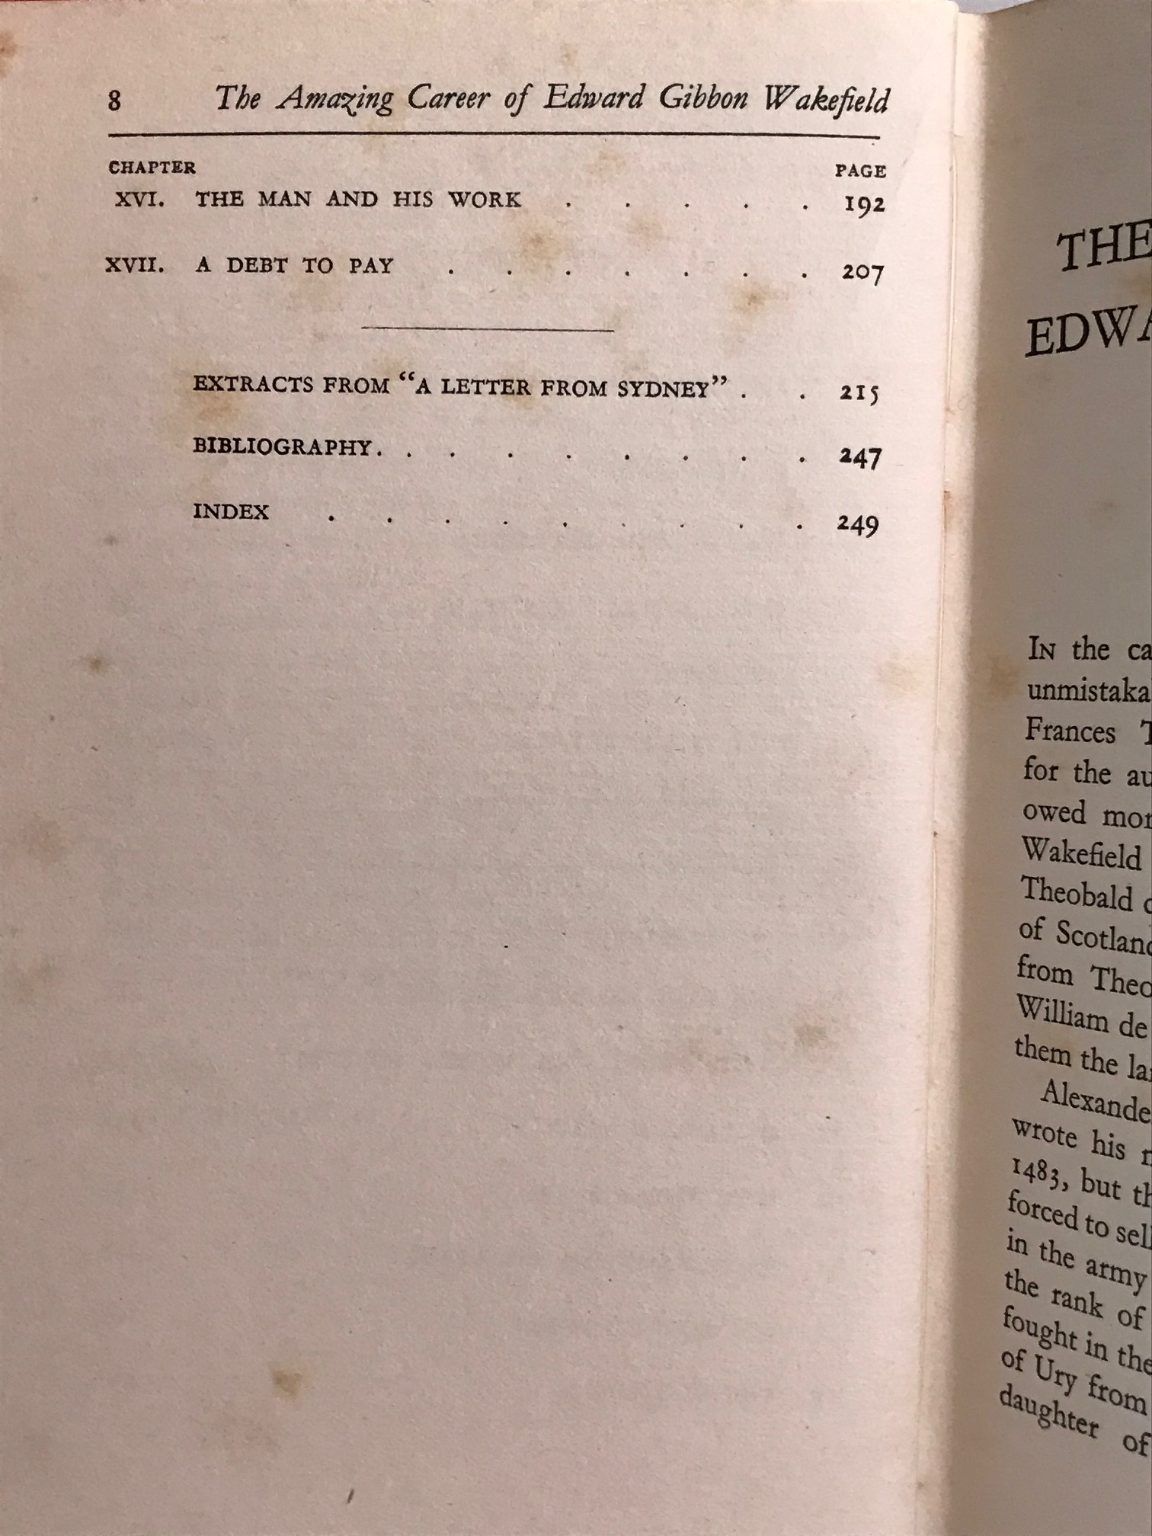 8 The Amazing Career of Edward Gibbon Wakefield
CHAPTER PAGE
XVI. THE MAN AND HIS WORK . . . . . 192
XVII. A DEBT TO PAY . . . . . . . 207
EXTRACTS FROM “A LETTER FROM SYDNEY” . . 215
BIBLIOGRAPHY . . . . . . . . 247
INDEX . . . . . . . . . 249
THE
EDWA
IN the ca
unmistaka
Frances T
for the au
owed mor
Wakefield
Theobald
of Scotland
from Theo
William de
them the la
Alexande
wrote his
1483, but th
forced to sell
in the army
the rank of
fought in the
of Ury from
daughter of